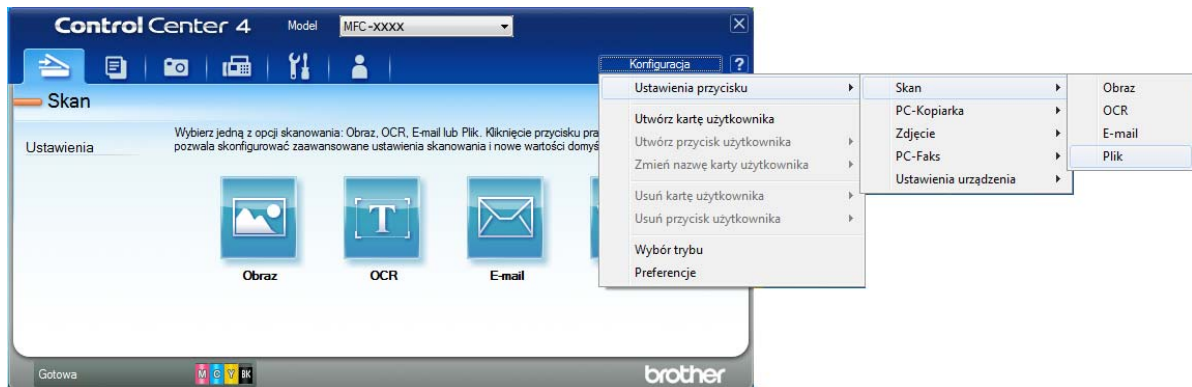 Control Center 4
Model
MFC-XXXX
Konfiguracja
?
Skan
Ustawienia
Wybierz jedną z opcji skanowania: Obraz, OCR, E-mail lub Plik. Kliknięcie przycisku
pozwala skonfigurować zaawansowane ustawienia skanowania i nowe wartości
T
Obraz
OCR
E-mail
Ustawienia przycisku
Utwórz kartę użytkownika
Utwórz przycisk użytkownika
Zmień nazwę karty użytkownika
Usuń kartę użytkownika
Usuń przycisk użytkownika
Wybór trybu
Preferencje
Skan
PC-Kopiarka
Zdjęcie
PC-Faks
Ustawienia urządzenia
Obraz
OCR
E-mail
Plik
Gotowa
M C Y BK
brother